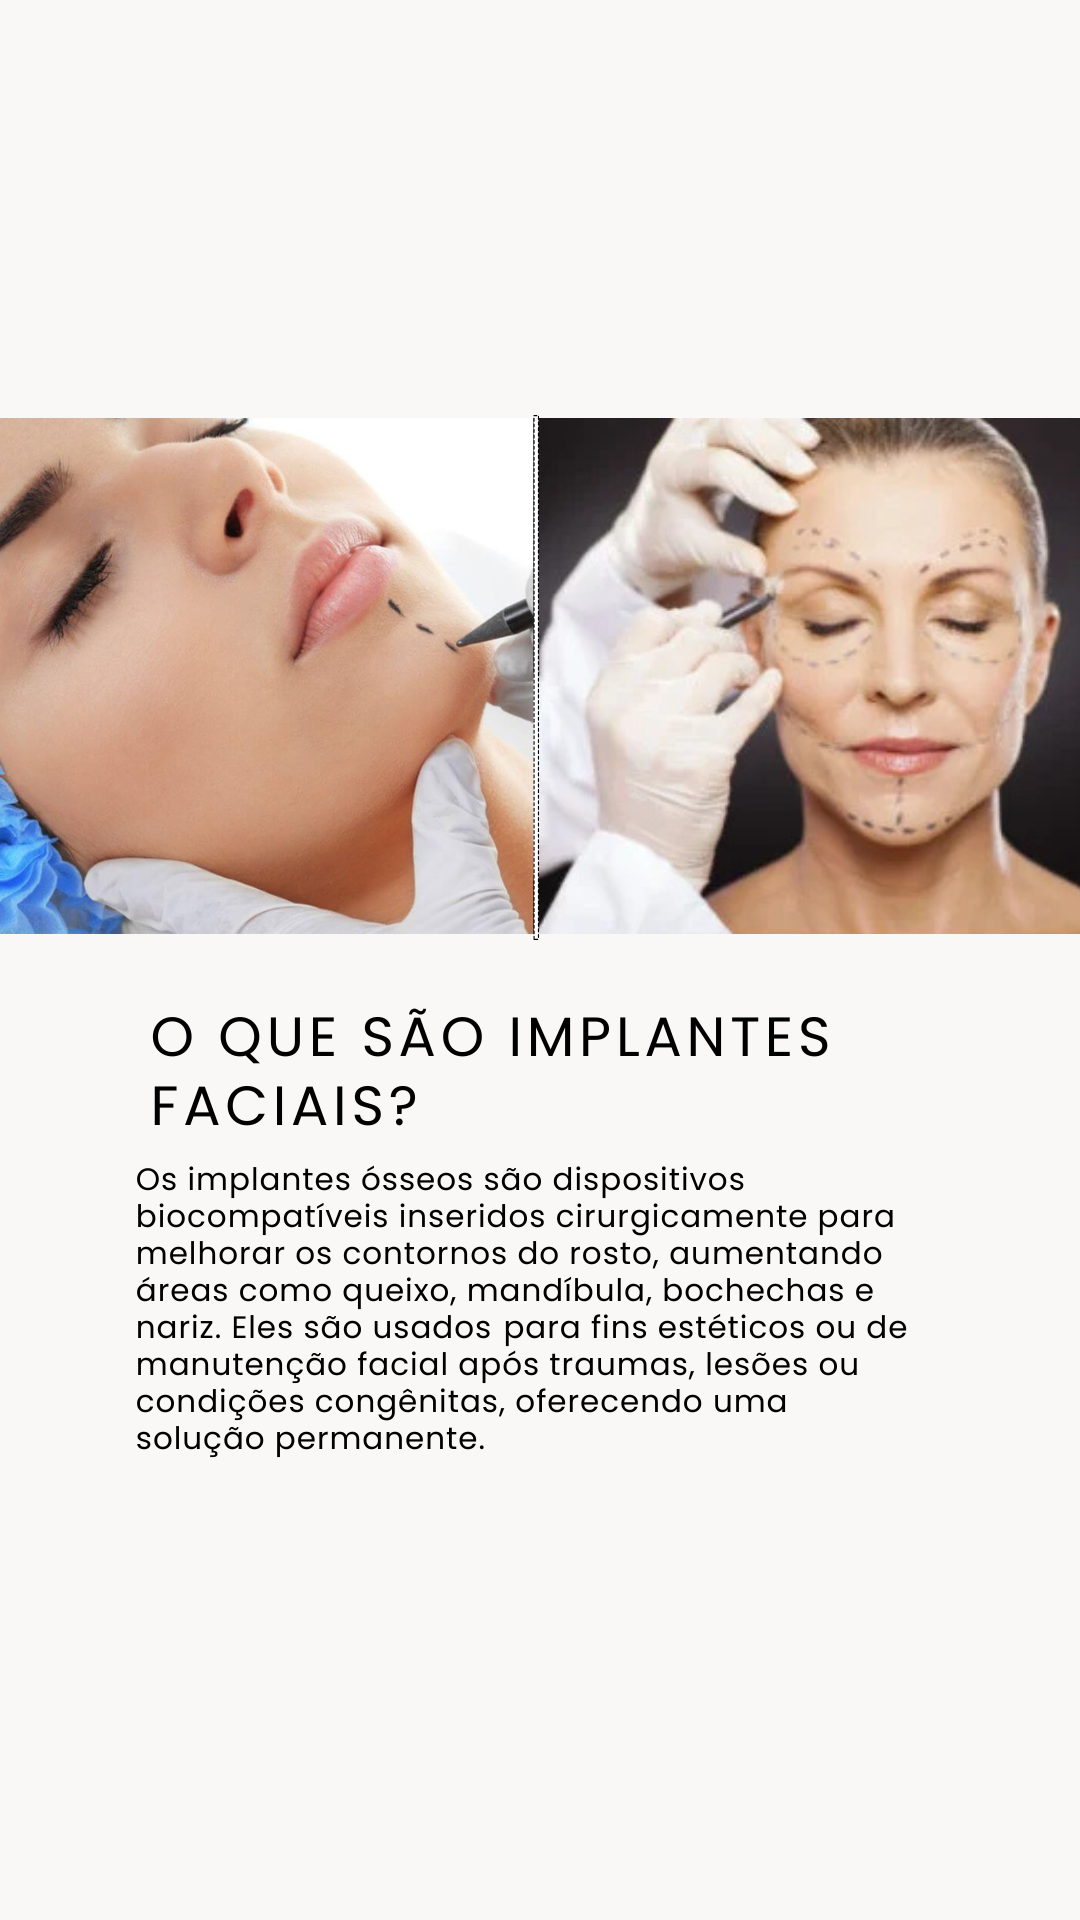 O QUE SÃO IMPLANTES
FACIAIS?
Os implantes ósseos são dispositivos
biocompatíveis inseridos cirurgicamente para
melhorar os contornos do rosto, aumentando
áreas como queixo, mandíbula, bochechas e
nariz. Eles são usados para fins estéticos ou de
manutenção facial após traumas, lesões ou
condições congênitas, oferecendo uma
solução permanente.